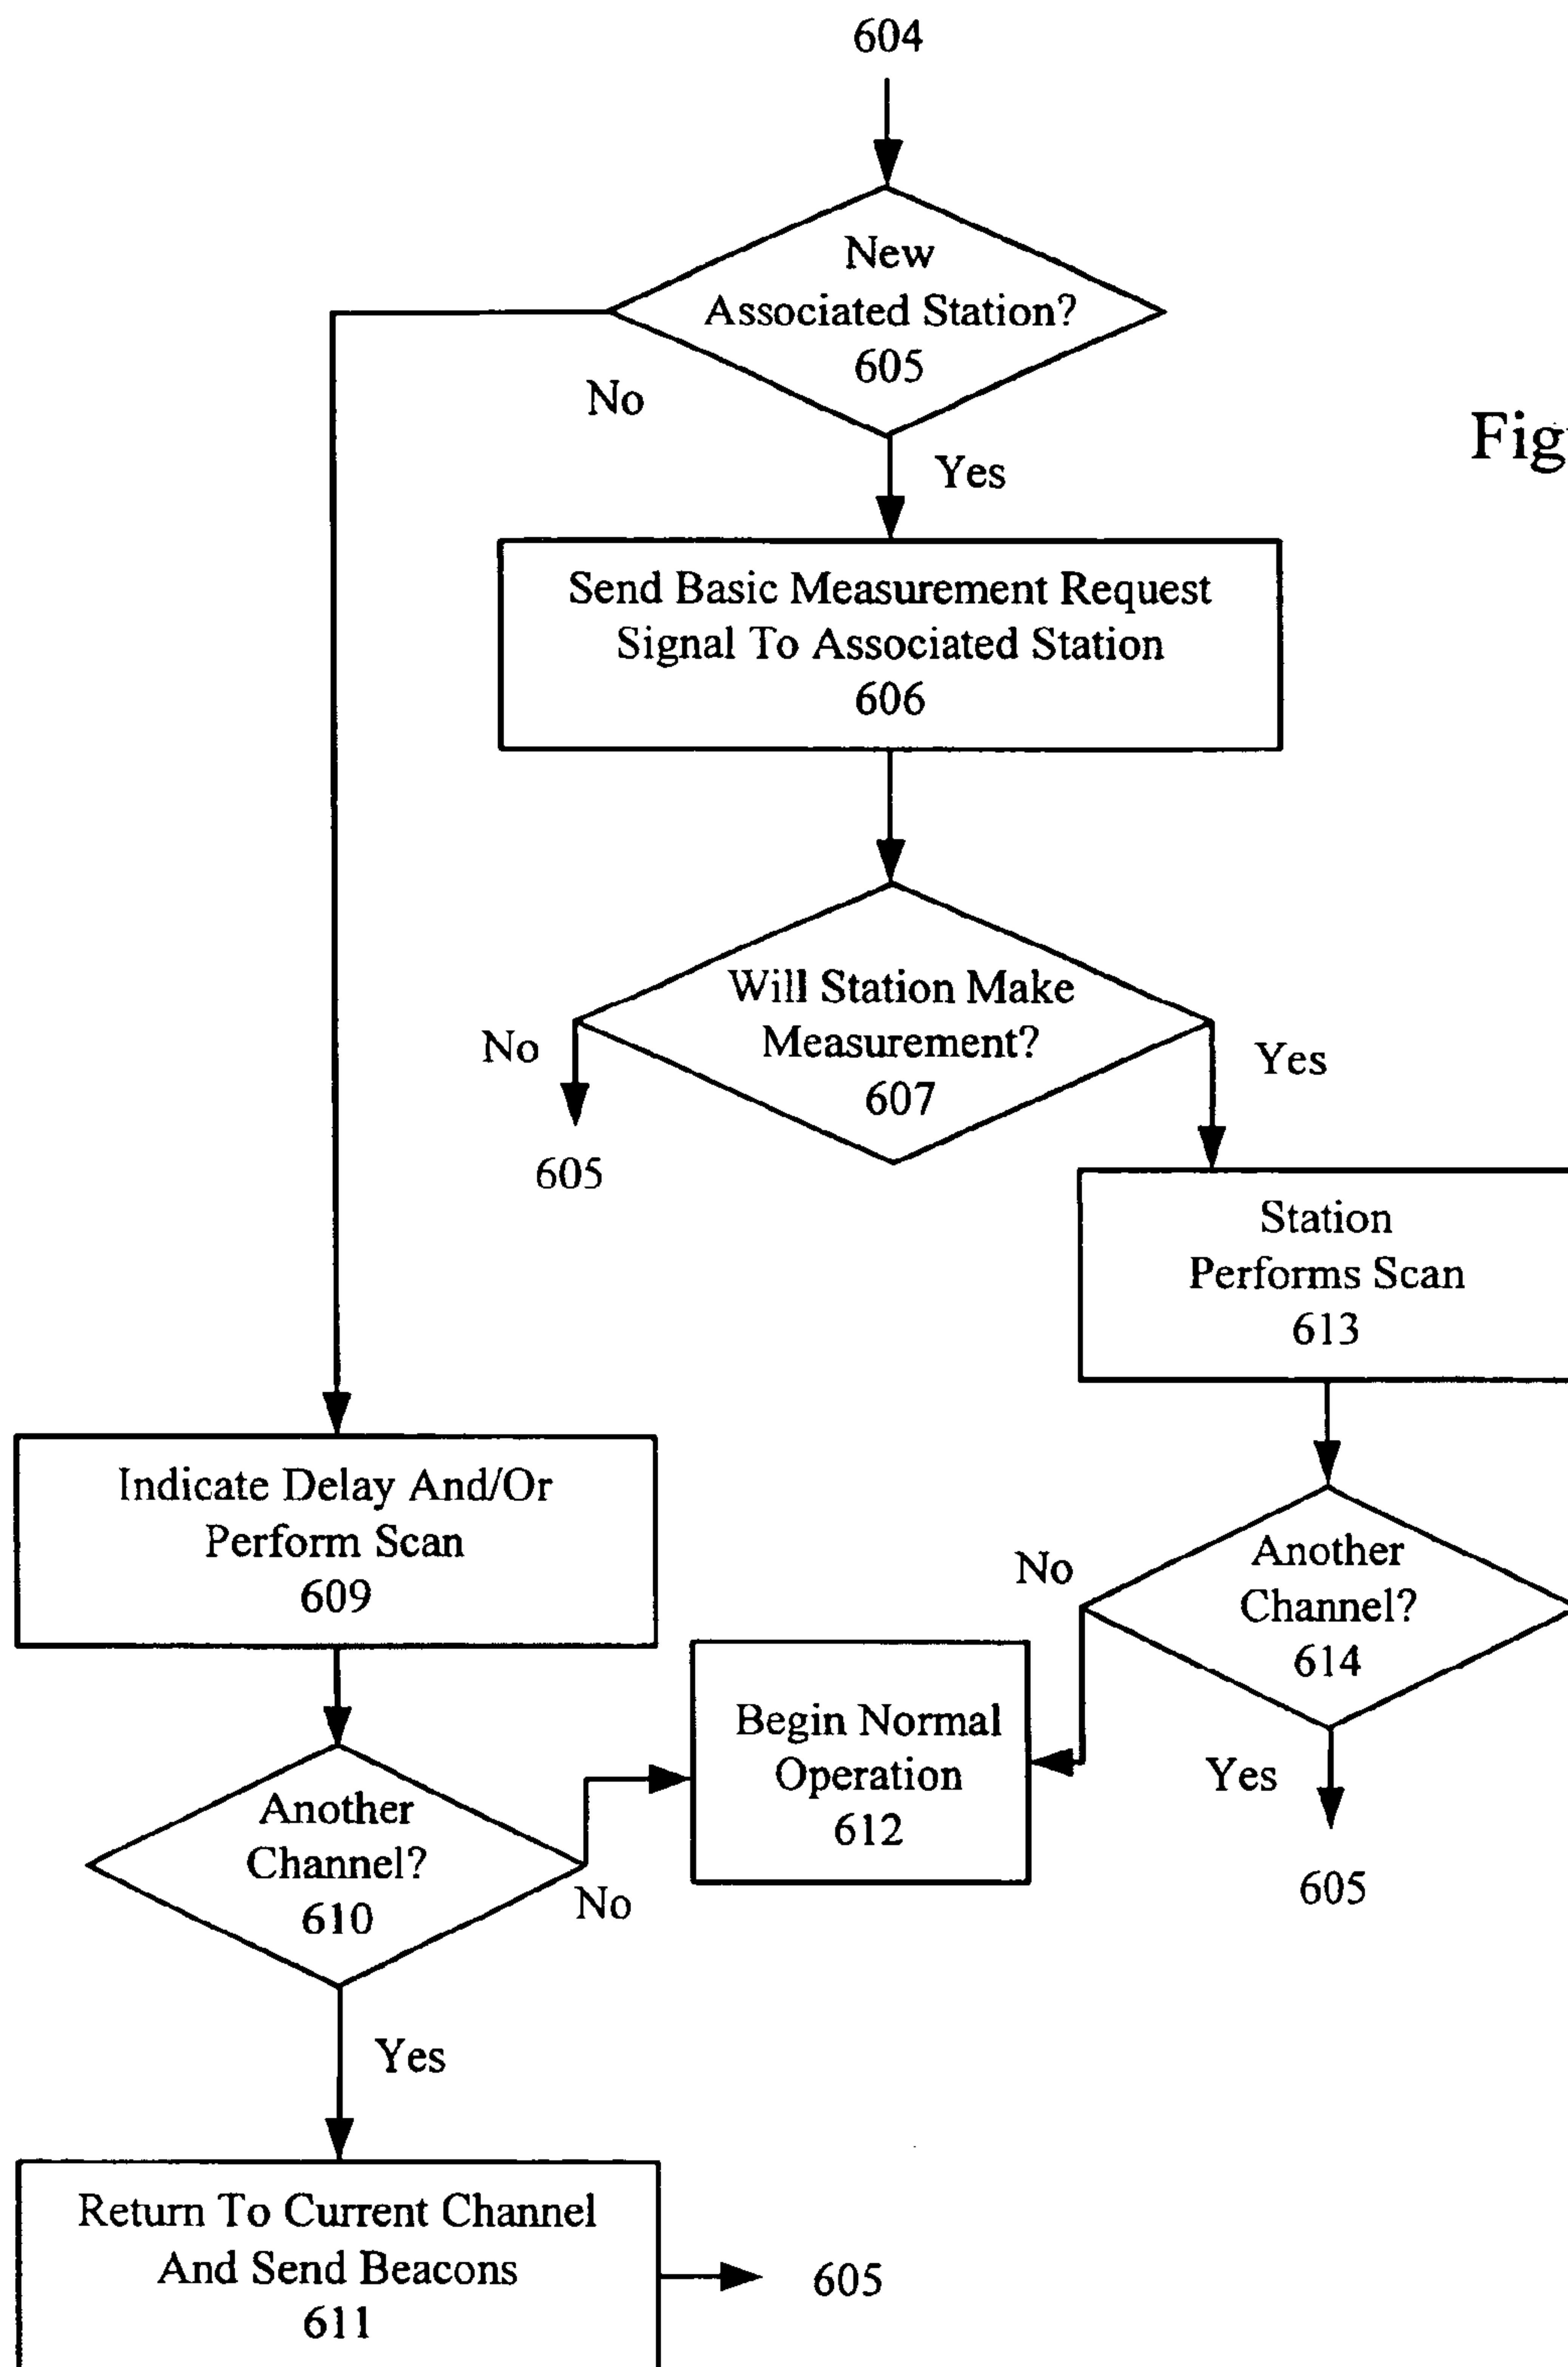 604
New
Associated Station?
605
No
Yes
Fig
Send Basic Measurement Request
Signal To Associated Station
606
Will Station Make
Measurement?
607
No
Yes
605
Station
Performs Scan
613
Indicate Delay And/Or
Perform Scan
609
No
Another
Channel?
614
Begin Normal
Operation
612
Yes
Another
Channel?
610
No
605
Yes
Return To Current Channel
And Send Beacons
611
605